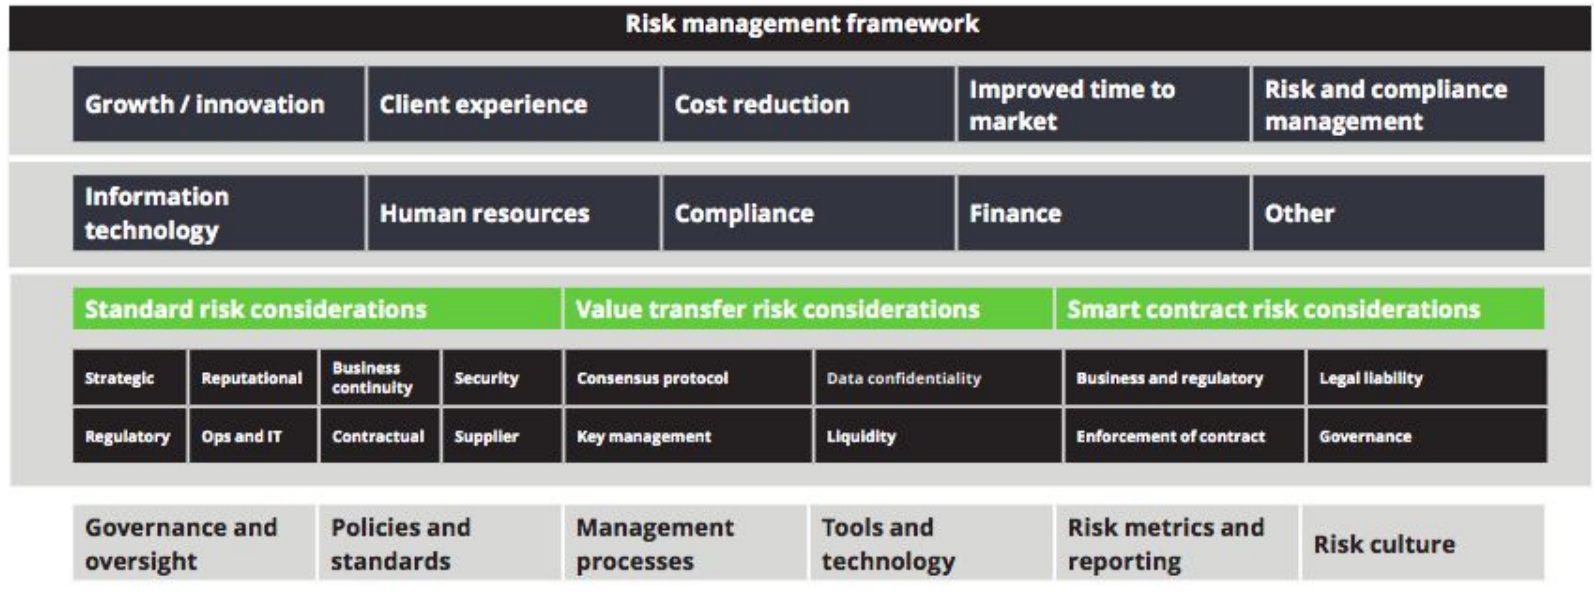 Risk management framework
Growth / innovation
Client experience
Cost reduction
Improved time to
market
Risk and compliance
management
Information
technology
Human resources
Compliance
Finance
Other
Standard risk considerations
Value transfer risk considerations
Smart contract risk considerations
Strategic
Reputational
Business
continuity
Security
Consensus protocol
Data confidentiality
Business and regulatory
Legal liability
Regulatory
Ops and IT
Contractual
Supplier
Key management
Liquidity
Enforcement of contract
Governance
Governance and
oversight
Policies and
standards
Management
processes
Tools and
technology
Risk metrics and
reporting
Risk culture